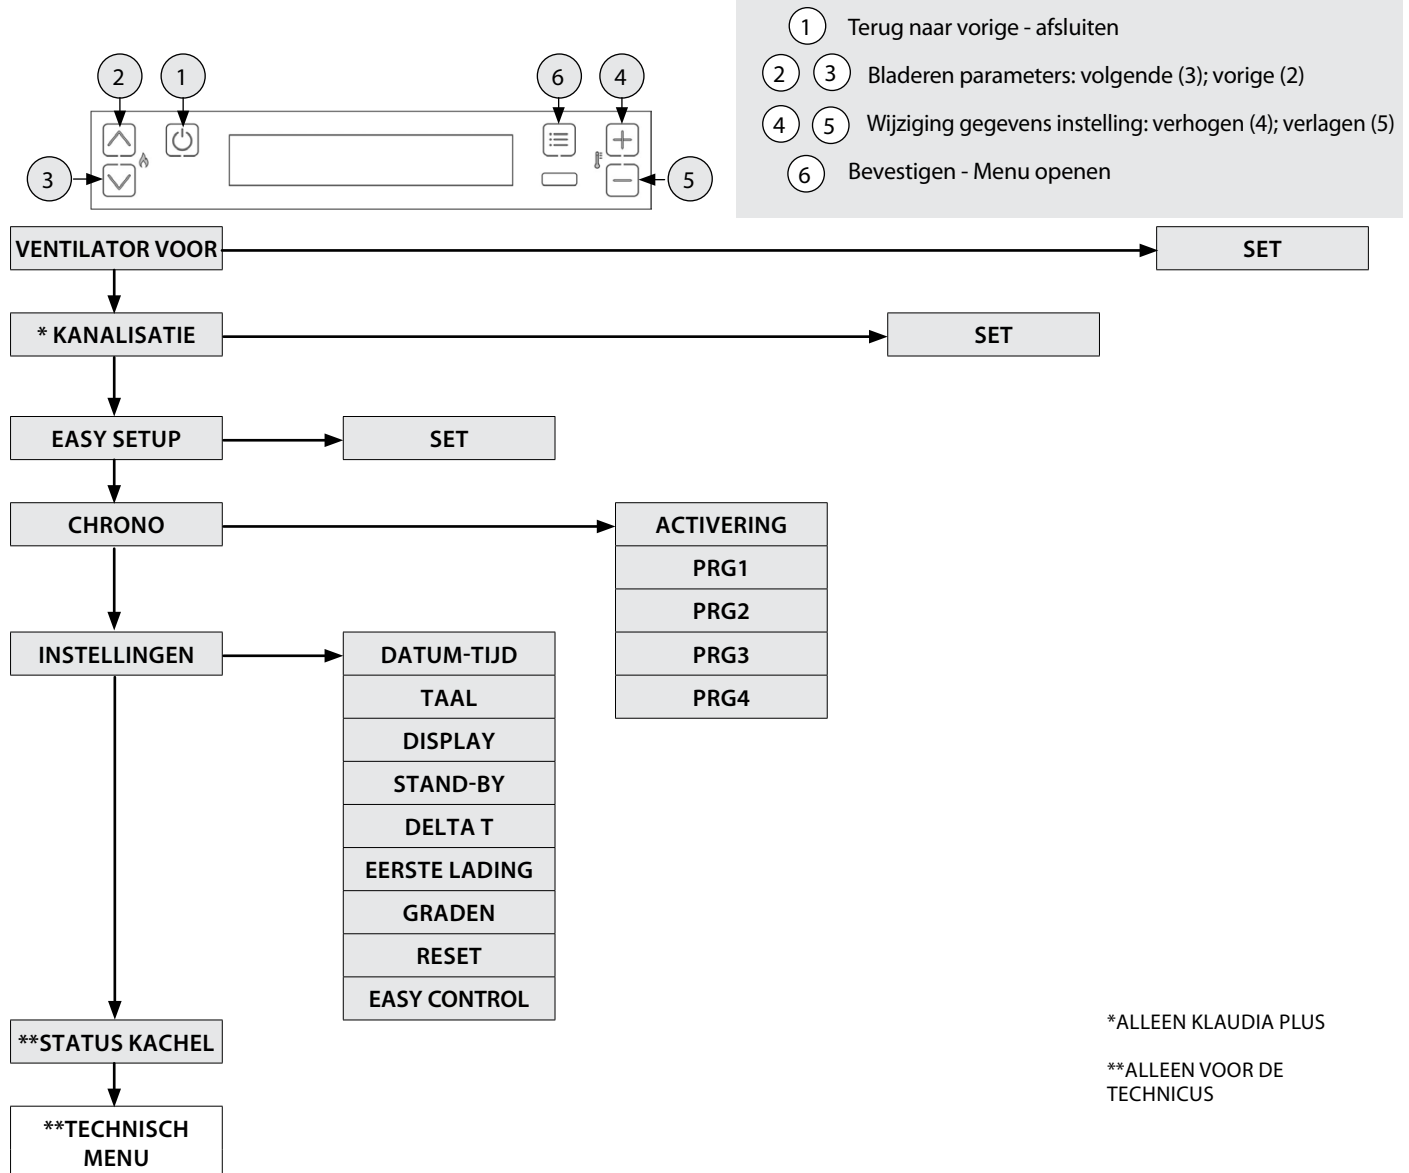 1 Terug naar vorige - afsluiten
2 3 Bladeren parameters: volgende (3); vorige (2)
4 5 Wijziging gegevens instelling: verhogen (4); verlagen (5)
6 Bevestigen - Menu openen
2 1 6 4
3 5
VENTILATOR VOOR SET
* KANALISATIE SET
EASY SETUP SET
CHRONO ACTIVERING
PRG1
PRG2
PRG3
PRG4
INSTELLINGEN DATUM-TIJD
TAAL
DISPLAY
STAND-BY
DELTA T
EERSTE LADING
GRADEN
RESET
EASY CONTROL
**STATUS KACHEL
**TECHNISCH
MENU
*ALLEEN KLAUDIA PLUS
**ALLEEN VOOR DE
TECHNICUS